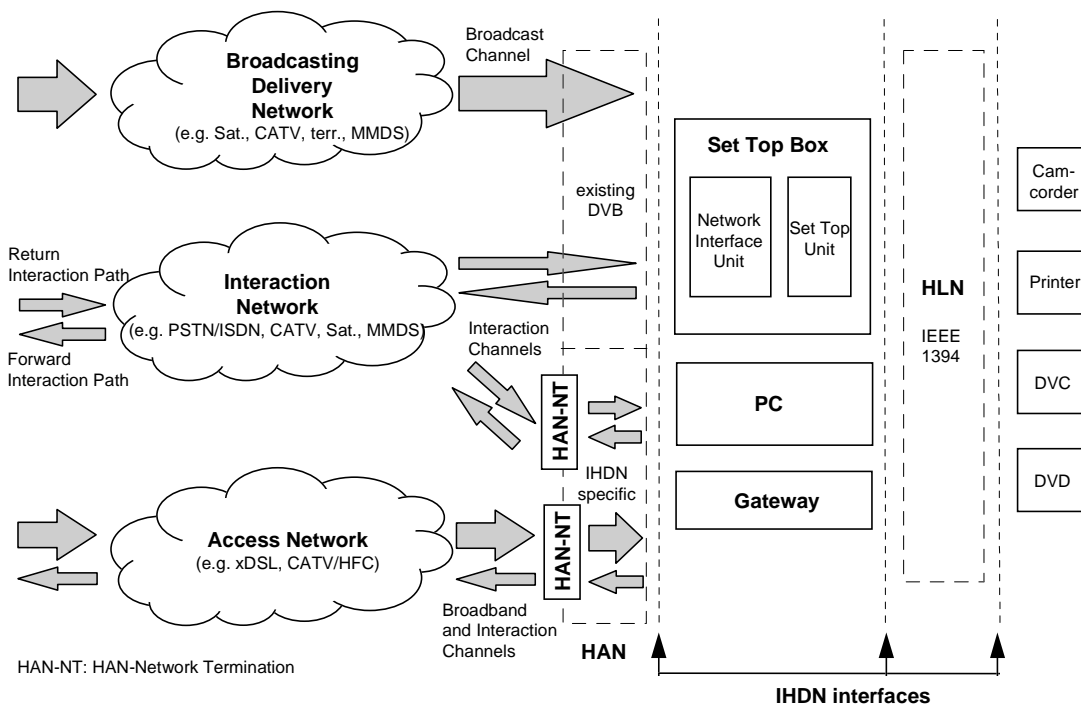 Broadcasting
Delivery
Network
(e.g. Sat., CATV, terr., MMDS)
Broadcast
Channel
existing
DVB
Set Top Box
Network
Interface
Unit
Set Top
Unit
HLN
IEEE
1394
Cam-
corder
Printer
DVC
DVD
Return
Interaction Path
Forward
Interaction Path
Interaction
Network
(e.g. PSTN/ISDN, CATV, Sat., MMDS)
Interaction
Channels
HAN-NT
PC
IHDN
specific
Gateway
Access Network
(e.g. xDSL, CATV/HFC)
HAN-NT
Broadband
and Interaction
Channels
HAN
HAN-NT: HAN-Network Termination
IHDN interfaces